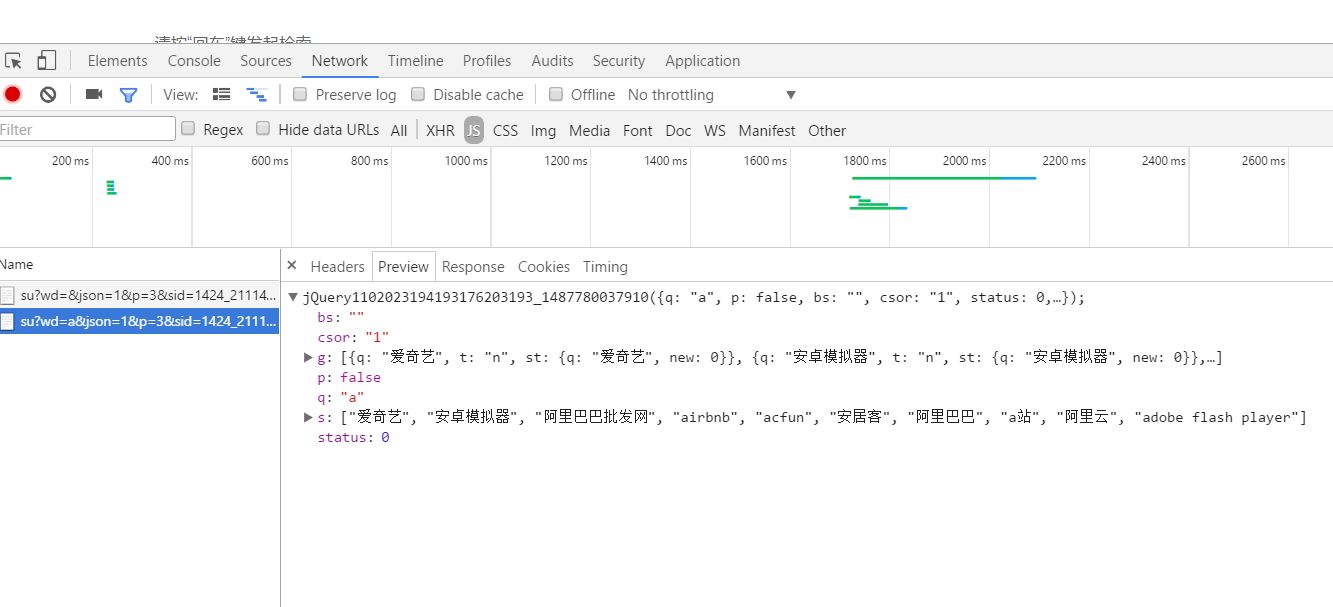 请按“回车”键发起检索
Elements Console Sources Network Timeline Profiles Audits Security Application
View: Preserve log Disable cache Offline No throttling ▼
Filter Regex Hide data URLs All XHR JS CSS Img Media Font Doc WS Manifest Other
200 ms 400 ms 600 ms 800 ms 1000 ms 1200 ms 1400 ms 1600 ms 1800 ms 2000 ms 2200 ms 2400 ms 2600 ms
Name × Headers Preview Response Cookies Timing
su?wd=&json=1&p=3&sid=1424_21114...
su?wd=a&json=1&p=3&sid=1424_2111...
▼jQuery1102023194193176203193_1487780037910({q: "a", p: false, bs: "", csor: "1", status: 0,…});
bs: ""
csor: "1"
▶g: [{q: "爱奇艺", t: "n", st: {q: "爱奇艺", new: 0}}, {q: "安卓模拟器", t: "n", st: {q: "安卓模拟器", new: 0}},…]
p: false
q: "a"
▶s: ["爱奇艺", "安卓模拟器", "阿里巴巴批发网", "airbnb", "acfun", "安居客", "阿里巴巴", "a站", "阿里云", "adobe flash player"]
status: 0